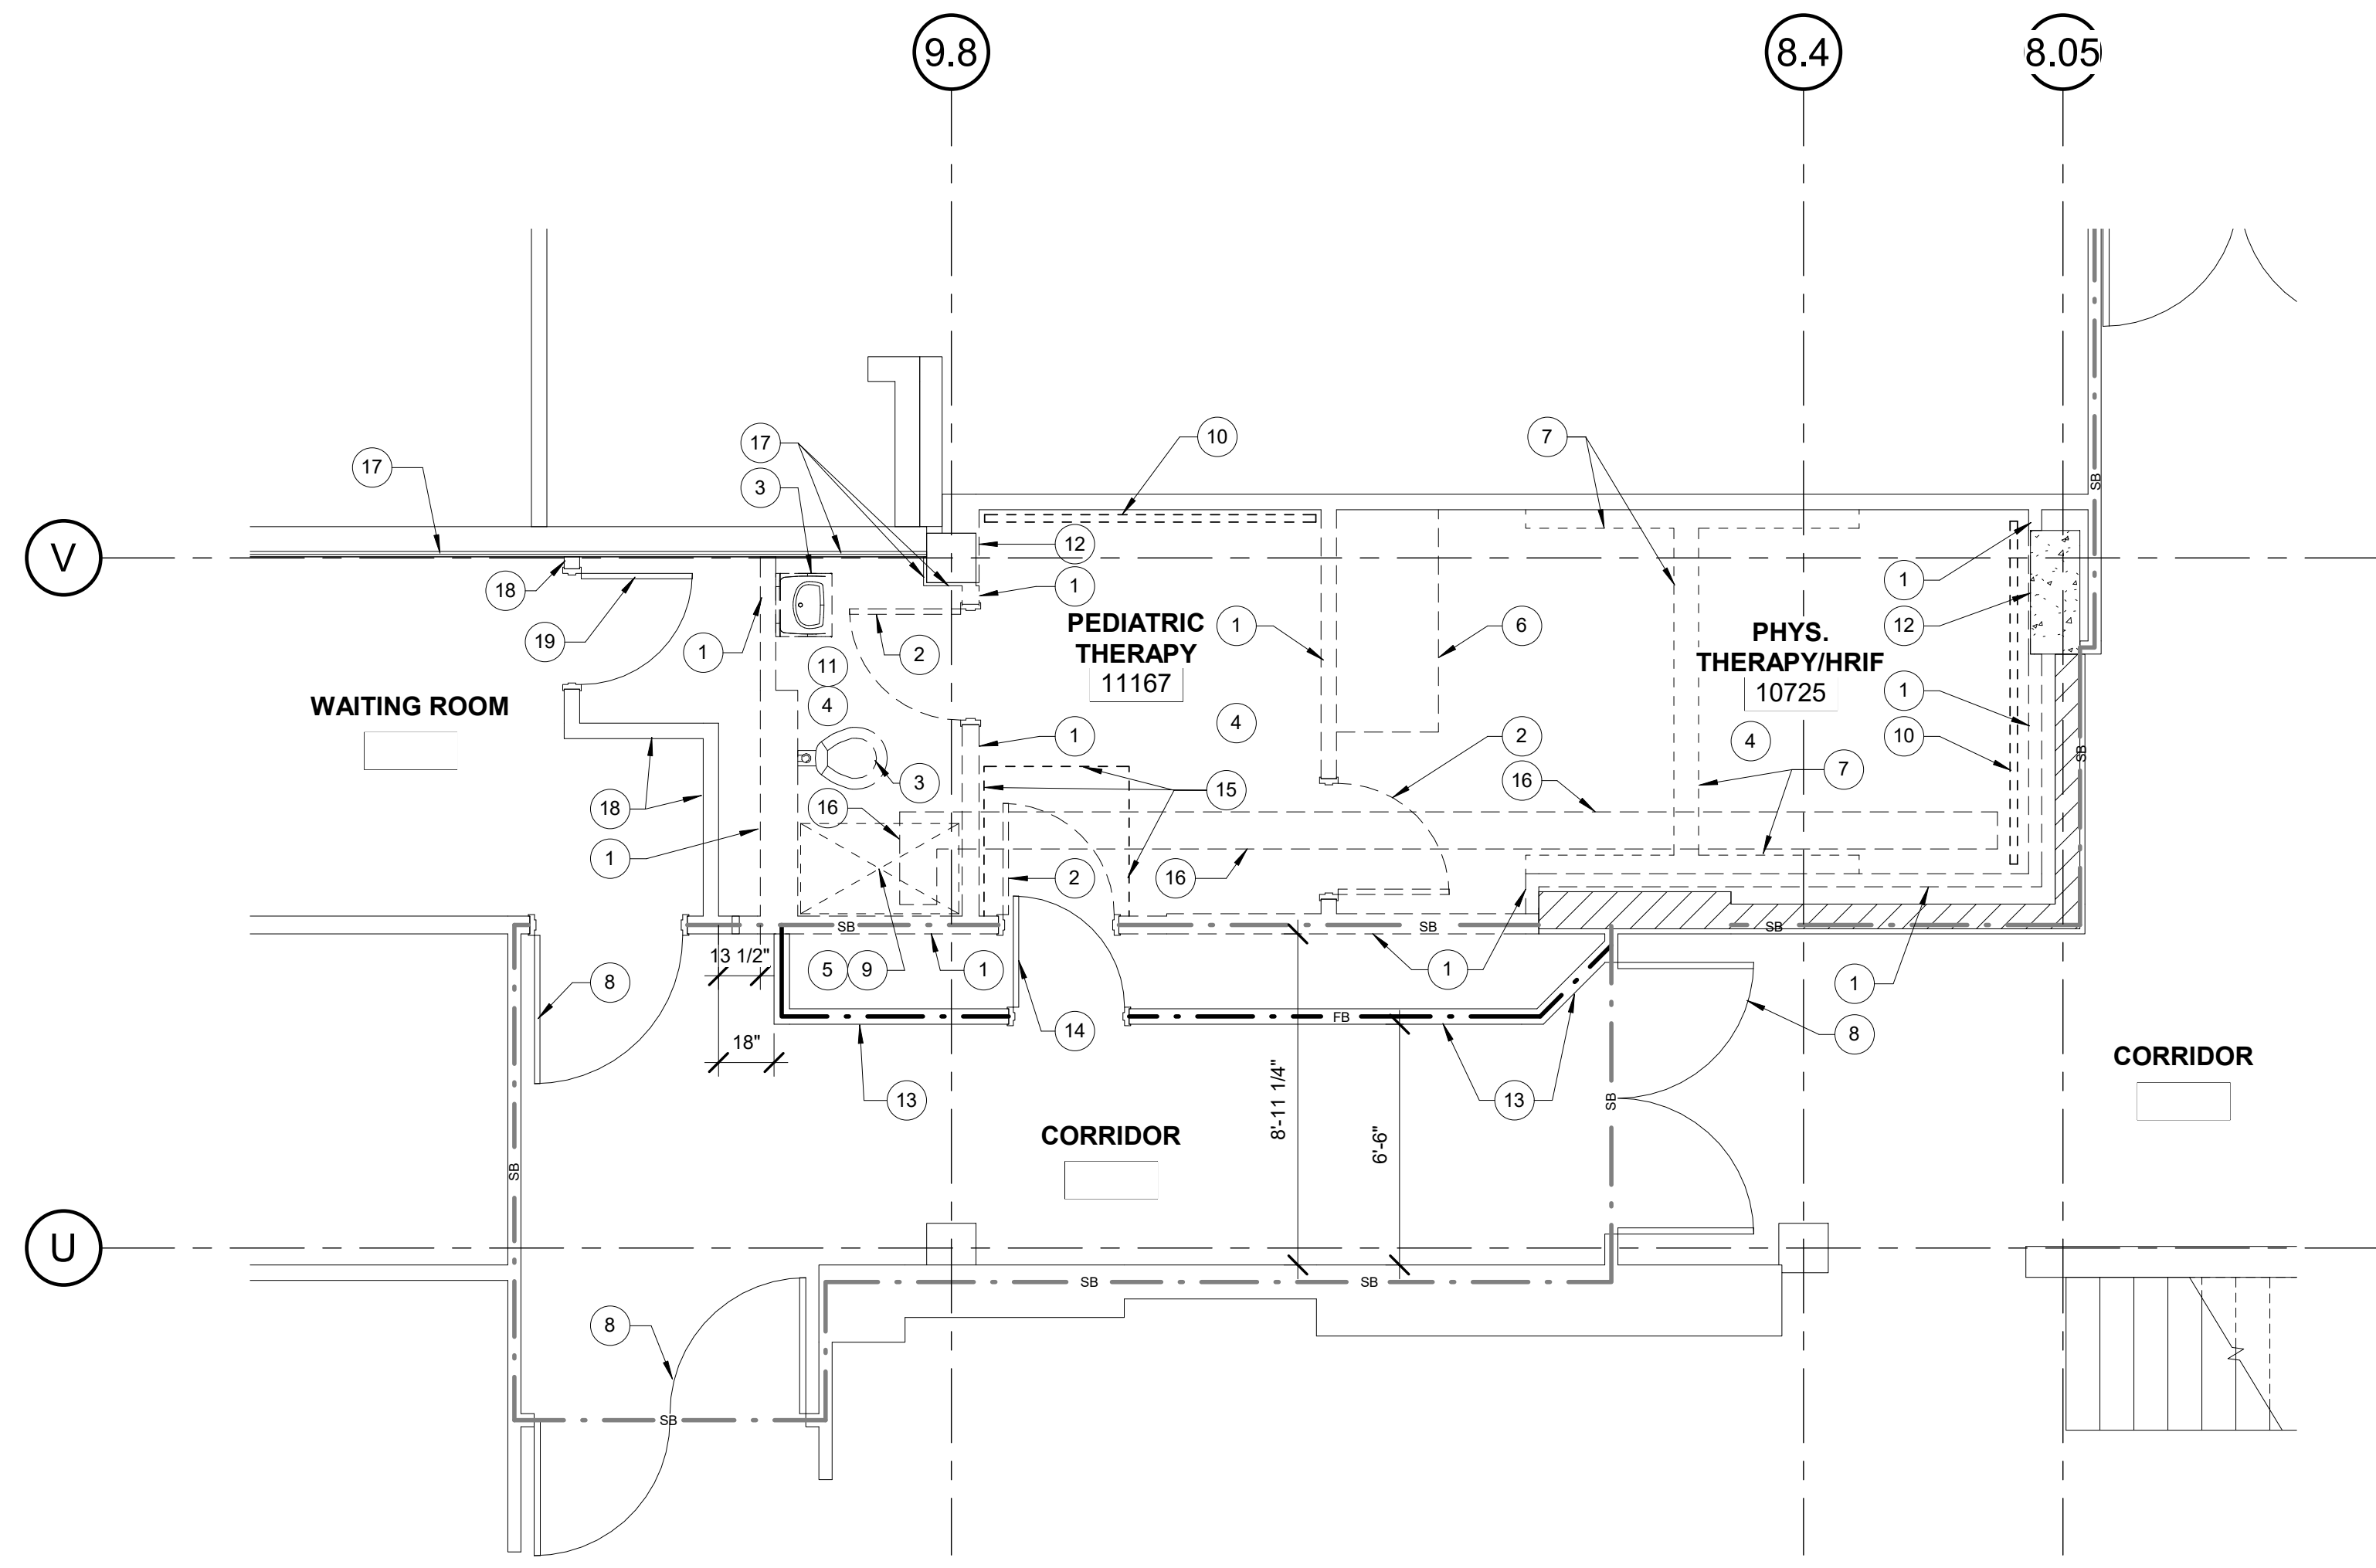 9.8
8.4
8.05
17
10
7
17
3
V
12
18
1
1
19
1
2
PEDIATRIC
THERAPY
11167
1
6
PHYS.
THERAPY/HRIF
10725
12
11
4
WAITING ROOM
1
4
1
2
4
10
SB
SB
3
15
16
7
18
16
1
2
16
SB
SB
SB
13 1/2"
5
9
1
1
1
8
14
FB
8
18"
13
8'-11 1/4"
6'-6"
13
SB
CORRIDOR
CORRIDOR
SB
U
SB
SB
8
SB